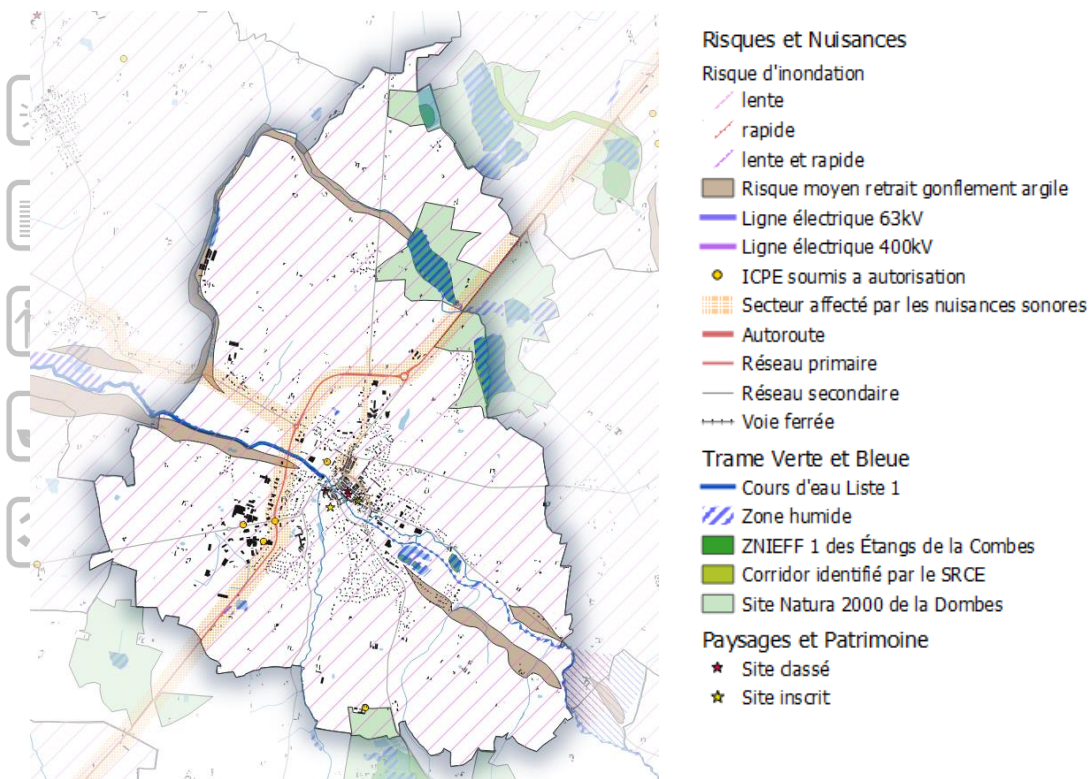 Risques et Nuisances
Risque d'inondation
lente
rapide
lente et rapide
Risque moyen retrait gonflement argile
Ligne électrique 63kV
Ligne électrique 400kV
ICPE soumis a autorisation
Secteur affecté par les nuisances sonores
Autoroute
Réseau primaire
Réseau secondaire
Voie ferrée
Trame Verte et Bleue
Cours d'eau Liste 1
Zone humide
ZNIEFF 1 des Étangs de la Combes
Corridor identifié par le SRCE
Site Natura 2000 de la Dombes
Paysages et Patrimoine
Site classé
Site inscrit